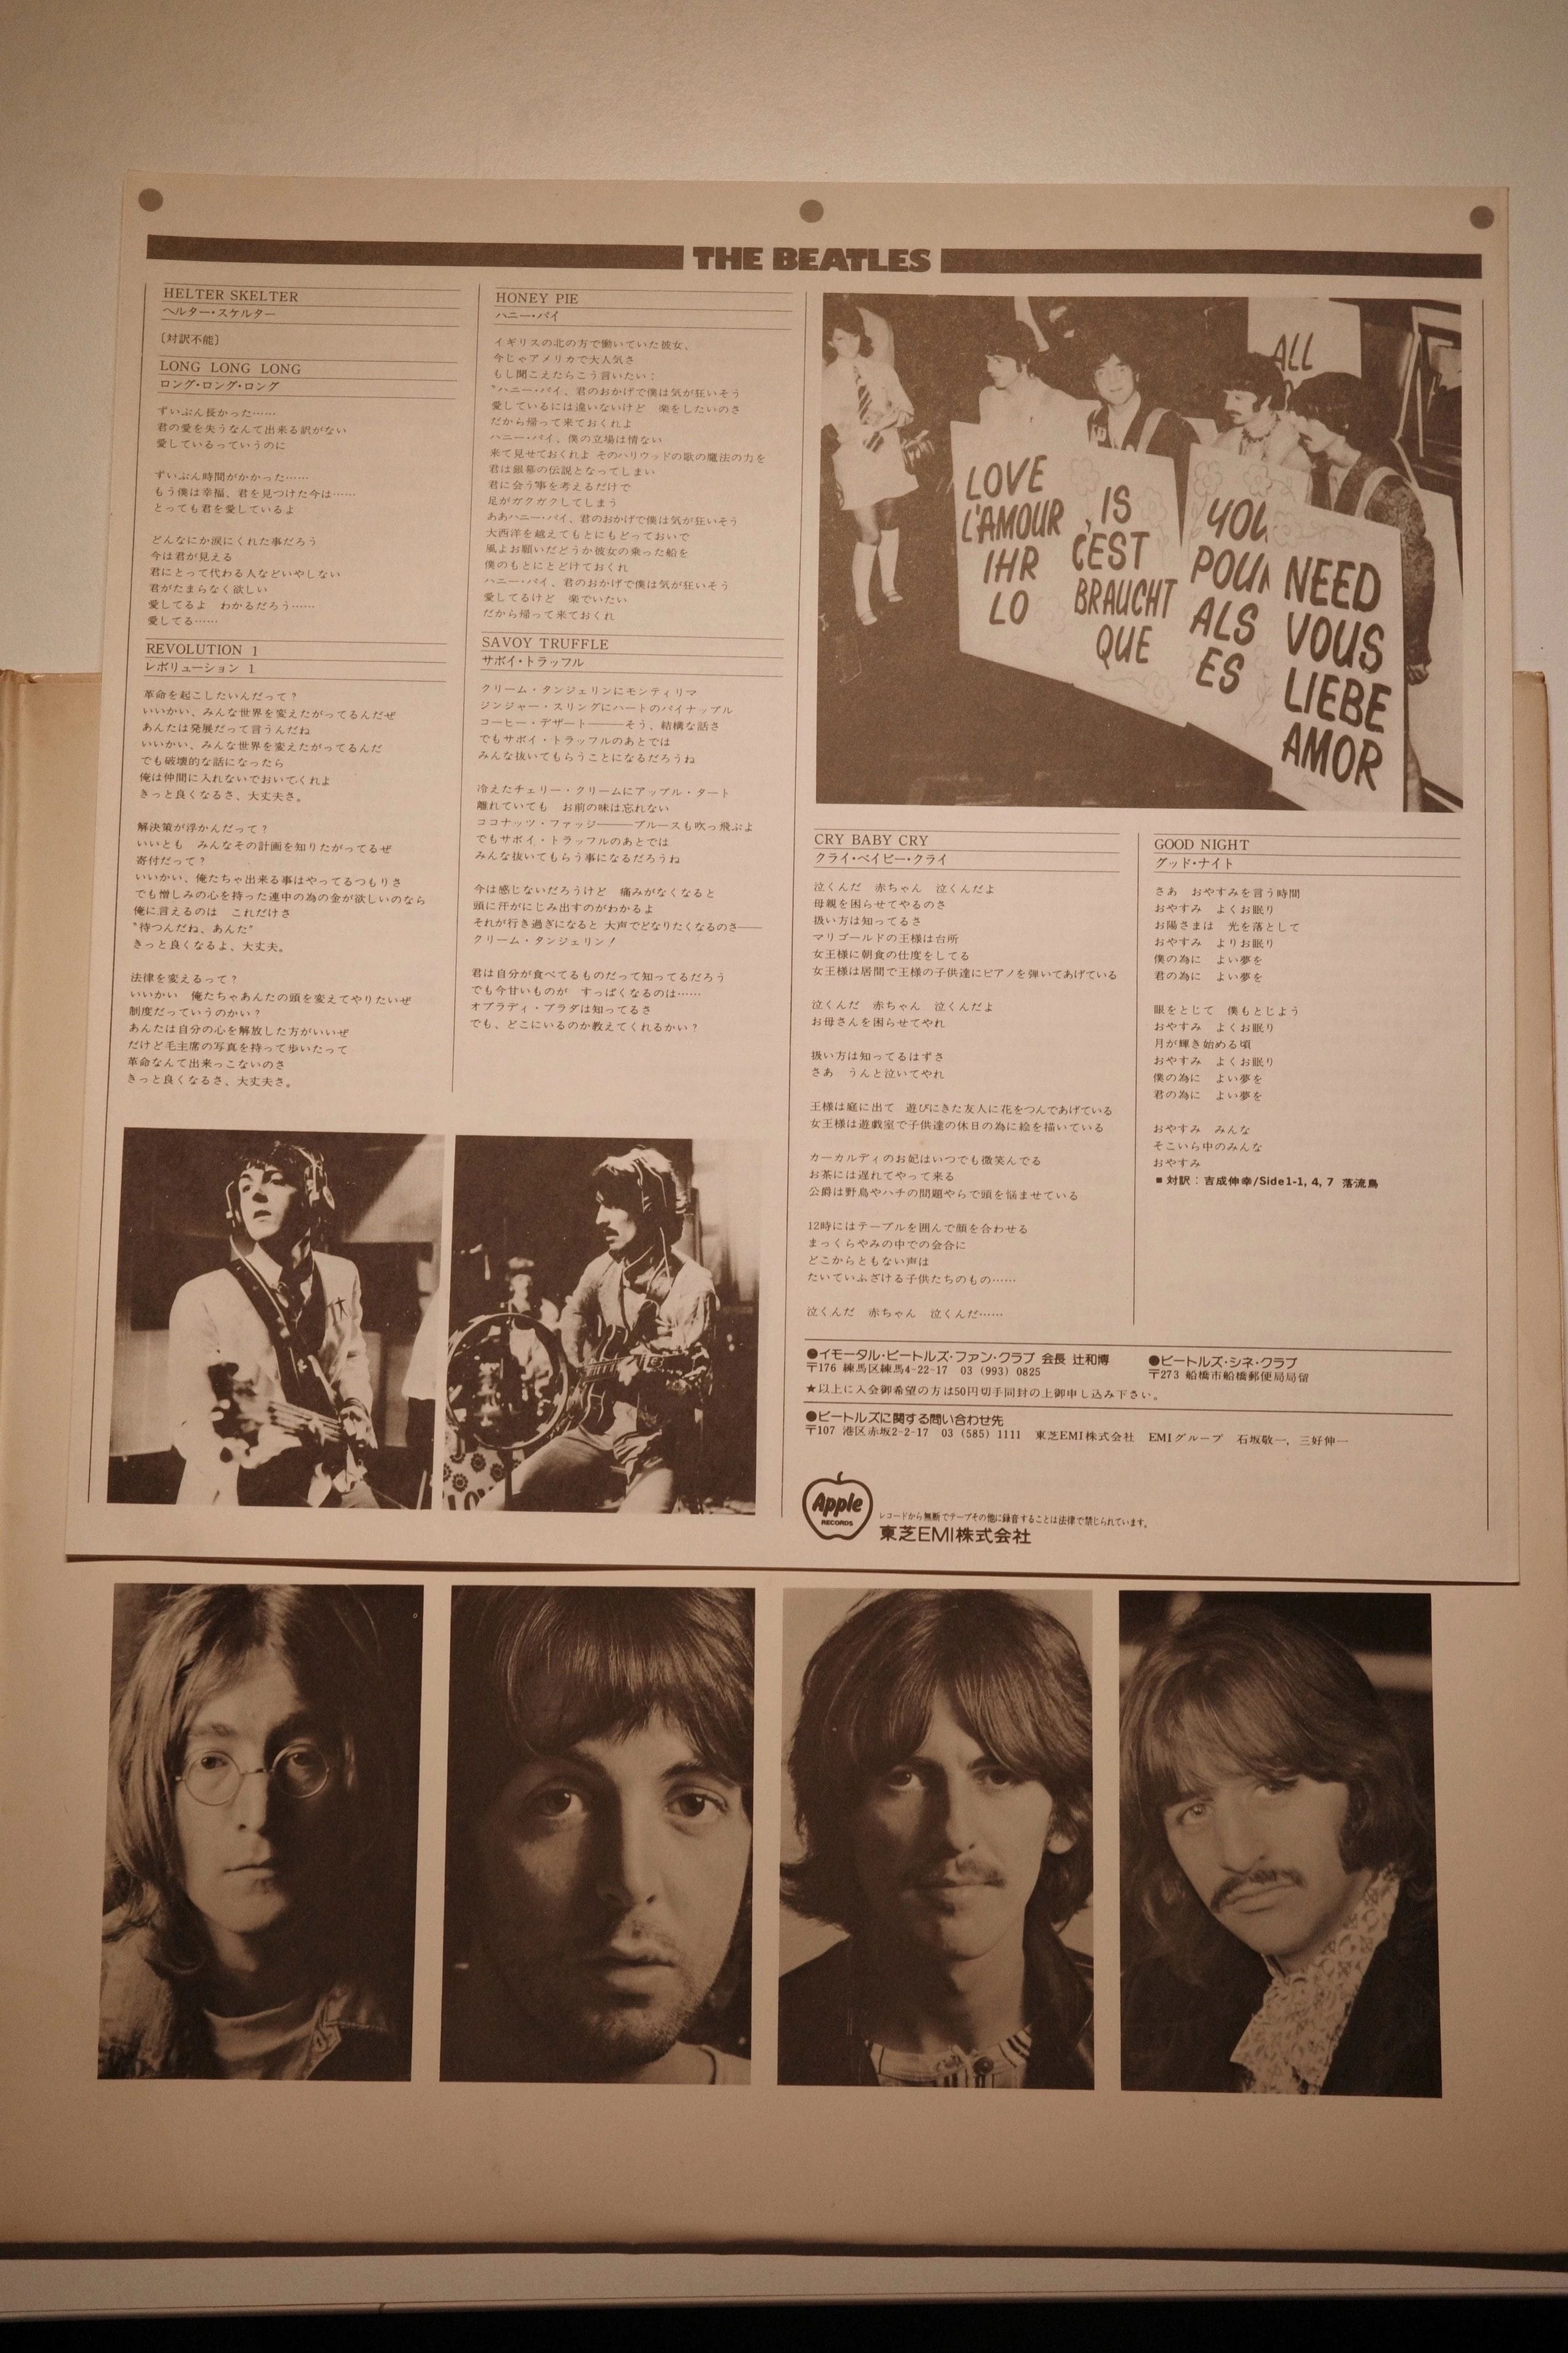 THE BEATLES
HELTER SKELTER
ヘルター・スケルター
〔対訳不能〕
LONG LONG LONG
ロング・ロング・ロング
ずいぶん長かった……
君の愛を失うなんて出来る訳がない
愛しているっていうのに
ずいぶん時間がかかった……
もう僕は幸福、君を見つけた今は……
とっても君を愛しているよ
どんなにか涙にくれた事だろう
今は君が見える
君にとって代わる人などいやしない
君がたまらなく欲しい
愛してるよ　わかるだろう……
愛してる……
REVOLUTION 1
レボリューション 1
革命を起こしたいんだって？
いいかい、みんな世界を変えたがってるんだぜ
あんたは発展だって言うんだね
いいかい、みんな世界を変えたがってるんだ
でも破壊的な話になったら
俺は仲間に入れないでおいてくれよ
きっと良くなるさ、大丈夫さ。
解決策が浮かんだって？
いいとも　みんなその計画を知りたがってるぜ
寄付だって？
いいかい、俺たちゃ出来る事はやってるつもりさ
でも憎しみの心を持った連中の為の金が欲しいのなら
俺に言えるのは　これだけさ
“待つんだね、あんた”
きっと良くなるよ、大丈夫。
法律を変えるって？
いいかい　俺たちゃあんたの頭を変えてやりたいぜ
制度だっていうのかい？
あんたは自分の心を解放した方がいいぜ
だけど毛主席の写真を持って歩いたって
革命なんて出来っこないのさ
きっと良くなるさ、大丈夫さ。
HONEY PIE
ハニー・パイ
イギリスの北の方で働いていた彼女、
今じゃアメリカで大人気さ
もし聞こえたらこう言いたい：
“ハニー・パイ、君のおかげで僕は気が狂いそう
愛しているには違いないけど　楽をしたいのさ
だから帰って来ておくれよ
ハニー・パイ、僕の立場は情ない
来て見せておくれよ そのハリウッドの歌の魔法の力を
君は銀幕の伝説となってしまい
君に会う事を考えるだけで
足がガクガクしてしまう
ああハニー・パイ、君のおかげで僕は気が狂いそう
大西洋を越えてもとにもどっておいで
風よお願いだどうか彼女の乗った船を
僕のもとにとどけておくれ
ハニー・パイ、君のおかげで僕は気が狂いそう
愛してるけど　楽でいたい
だから帰って来ておくれ
SAVOY TRUFFLE
サボイ・トラッフル
クリーム・タンジェリンにモンティリマ
ジンジャー・スリングにハートのパイナップル
コーヒー・デザート———そう、結構な話さ
でもサボイ・トラッフルのあとでは
みんな抜いてもらうことになるだろうね
冷えたチェリー・クリームにアップル・タート
離れていても　お前の味は忘れない
ココナッツ・ファッジ———ブルースも吹っ飛ぶよ
でもサボイ・トラッフルのあとでは
みんな抜いてもらう事になるだろうね
今は感じないだろうけど　痛みがなくなると
頭に汗がにじみ出すのがわかるよ
それが行き過ぎになると 大声でどなりたくなるのさ——
クリーム・タンジェリン！
君は自分が食べてるものだって知ってるだろう
でも今甘いものが　すっぱくなるのは……
オブラディ・ブラダは知ってるさ
でも、どこにいるのか教えてくれるかい？
ALL
LOVE
L'AMOUR
IHR
LO
IS
C'EST
BRAUCHT
QUE
YOU
POUR
ALS
ES
NEED
VOUS
LIEBE
AMOR
CRY BABY CRY
クライ・ベイビー・クライ
泣くんだ　赤ちゃん　泣くんだよ
母親を困らせてやるのさ
扱い方は知ってるさ
マリゴールドの王様は台所
女王様に朝食の仕度をしてる
女王様は居間で王様の子供達にピアノを弾いてあげている
泣くんだ　赤ちゃん　泣くんだよ
お母さんを困らせてやれ
扱い方は知ってるはずさ
さあ　うんと泣いてやれ
王様は庭に出て　遊びにきた友人に花をつんであげている
女王様は遊戯室で子供達の休日の為に絵を描いている
カーカルディのお妃はいつでも微笑んでる
お茶には遅れてやって来る
公爵は野鳥やハチの問題やらで頭を悩ませている
12時にはテーブルを囲んで顔を合わせる
まっくらやみの中での会合に
どこからともない声は
たいていふざける子供たちのもの……
泣くんだ　赤ちゃん　泣くんだ……
GOOD NIGHT
グッド・ナイト
さあ　おやすみを言う時間
おやすみ　よくお眠り
お陽さまは　光を落として
おやすみ　よりお眠り
僕の為に　よい夢を
君の為に　よい夢を
眼をとじて　僕もとじよう
おやすみ　よくお眠り
月が輝き始める頃
おやすみ　よくお眠り
僕の為に　よい夢を
君の為に　よい夢を
おやすみ　みんな
そこいら中のみんな
おやすみ
■対訳：吉成伸幸/Side1-1, 4, 7 落流鳥
●イモータル・ビートルズ・ファン・クラブ 会長 辻和博
〒176 練馬区練馬4-22-17 03 (993) 0825
●ビートルズ・シネ・クラブ
〒273 船橋市船橋郵便局局留
★以上に入会御希望の方は50円切手同封の上御申し込み下さい。
●ビートルズに関する問い合わせ先
〒107 港区赤坂2-2-17 03 (585) 1111　東芝EMI株式会社　EMIグループ　石坂敬一, 三好伸一
Apple
RECORDS
レコードから無断でテープその他に録音することは法律で禁じられています。
東芝EMI株式会社